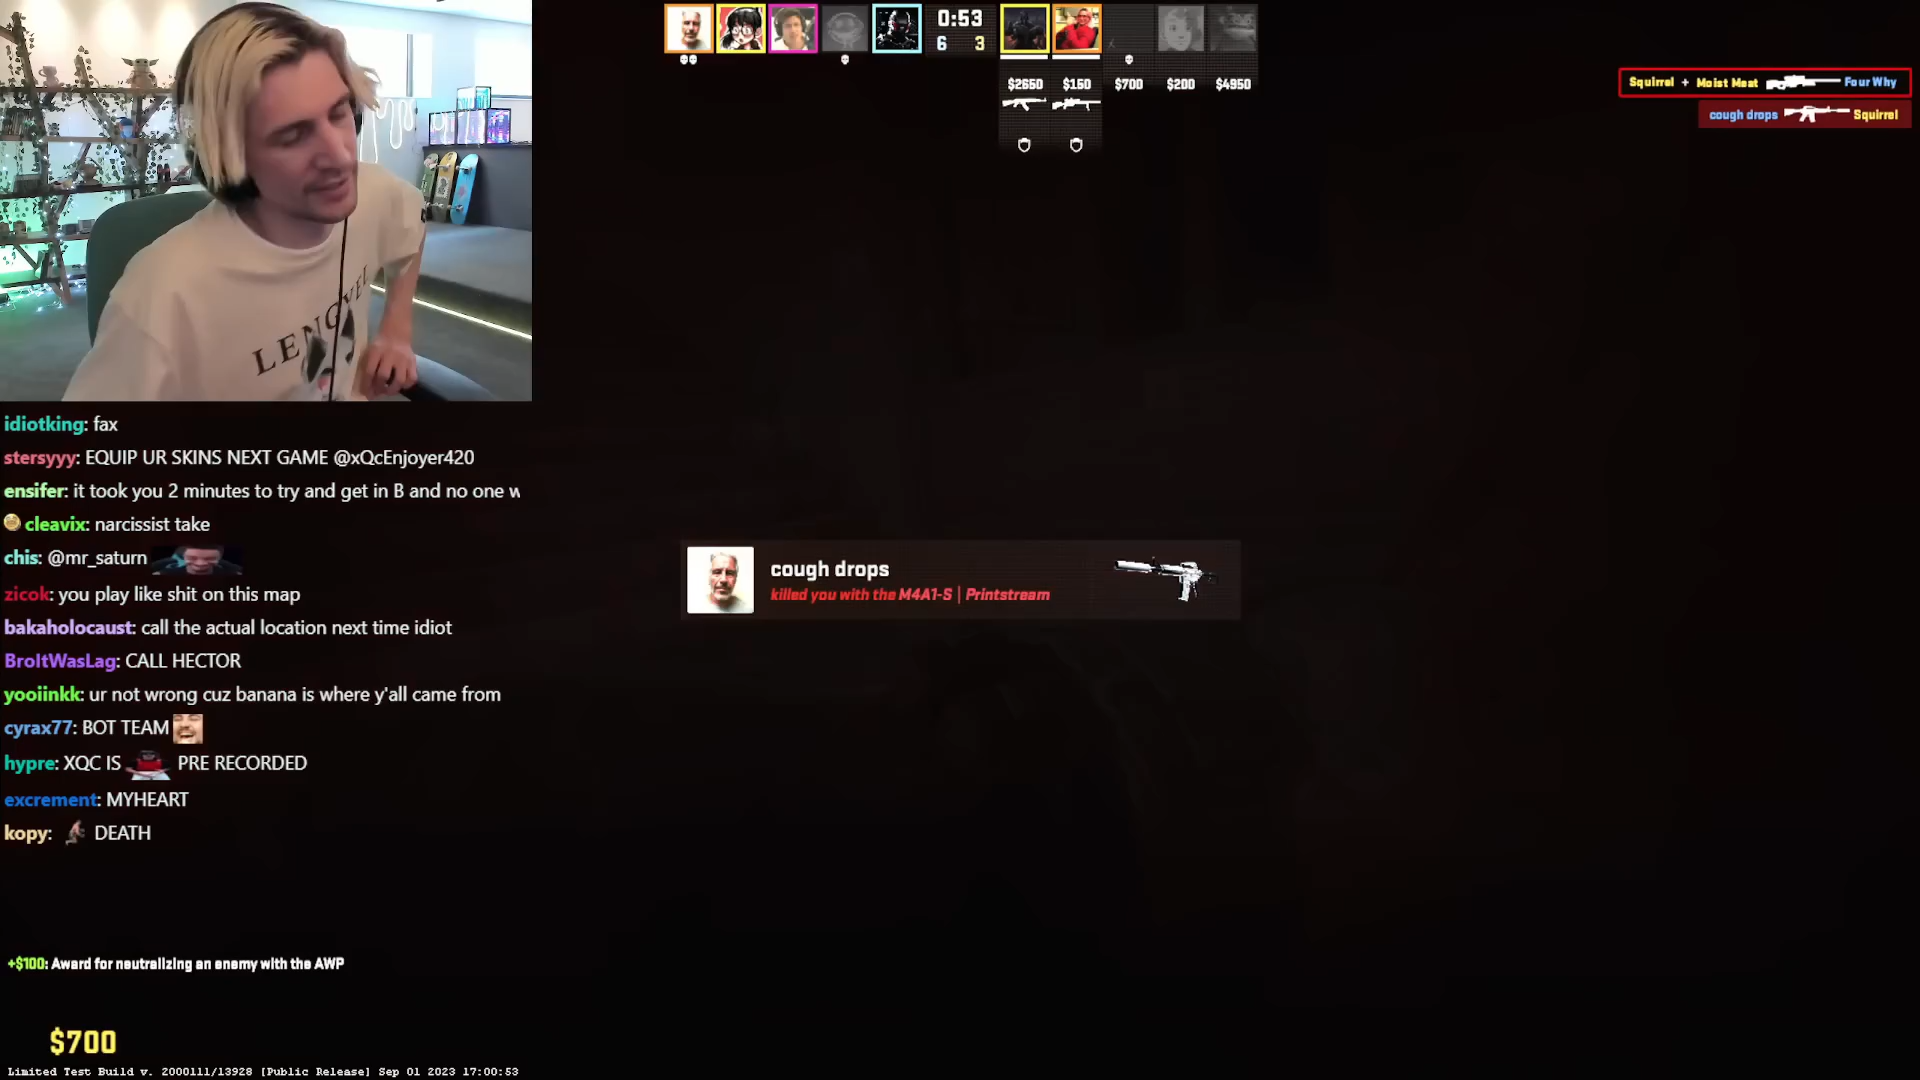 0:53
6 3
$2650 $150 $700 $200 $4950
Squirrel + Moist Meat Four Why
cough drops Squirrel
LENGVEL
idiotking: fax
stersyyy: EQUIP UR SKINS NEXT GAME @xQcEnjoyer420
ensifer: it took you 2 minutes to try and get in B and no one w
cleavix: narcissist take
chis: @mr_saturn
zicok: you play like shit on this map
bakaholocaust: call the actual location next time idiot
BroItWasLag: CALL HECTOR
yooiinkk: ur not wrong cuz banana is where y'all came from
cyrax77: BOT TEAM
hypre: XQC IS PRE RECORDED
excrement: MYHEART
kopy: DEATH
cough drops
killed you with the M4A1-S | Printstream
+$100: Award for neutralizing an enemy with the AWP
$700
Limited Test Build v. 2000111/13928 [Public Release] Sep 01 2023 17:00:53